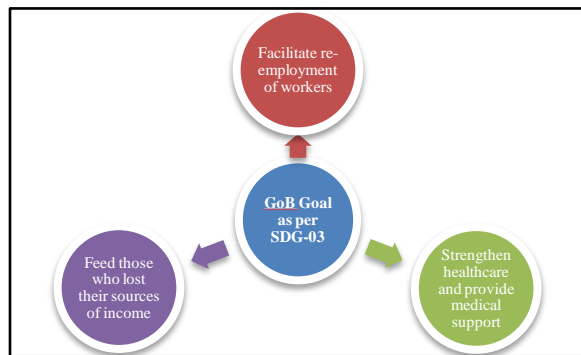 Facilitate re-
employment
of workers
GoB Goal
as per
SDG-03
Feed those
who lost
their sources
of income
Strengthen
healthcare
and provide
medical
support